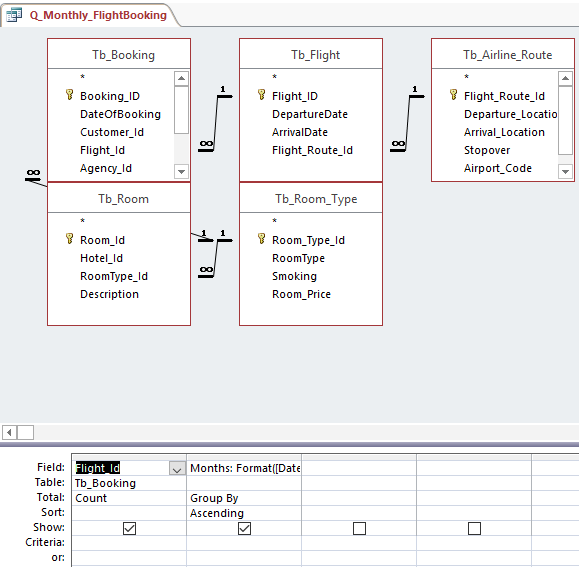 Q_Monthly_FlightBooking
Tb_Booking
*
Booking_ID
DateOfBooking
Customer_Id
Flight_Id
Agency_Id
Tb_Flight
*
Flight_ID
DepartureDate
ArrivalDate
Flight_Route_Id
Tb_Airline_Route
*
Flight_Route_Id
Departure_Locatio
Arrival_Location
Stopover
Airport_Code
1
∞
1
∞
∞
Tb_Room
*
Room_Id
Hotel_Id
RoomType_Id
Description
1
1
∞
Tb_Room_Type
*
Room_Type_Id
RoomType
Smoking
Room_Price
Field: Flight_Id Months: Format([Date
Table: Tb_Booking
Total: Count Group By
Sort: Ascending
Show:
Criteria:
or: